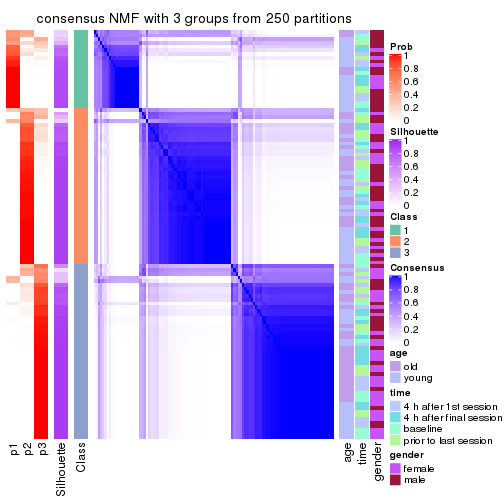 consensus NMF with 3 groups from 250 partitions
Prob
1
0.8
0.6
0.4
0.2
0
Silhouette
1
0.8
0.6
0.4
0.2
0
Class
1
2
3
Consensus
1
0.8
0.6
0.4
0.2
0
age
old
young
time
4 h after 1st session
4 h after final session
baseline
prior to last session
gender
female
male
p1
p2
p3
Silhouette
Class
age
time
gender